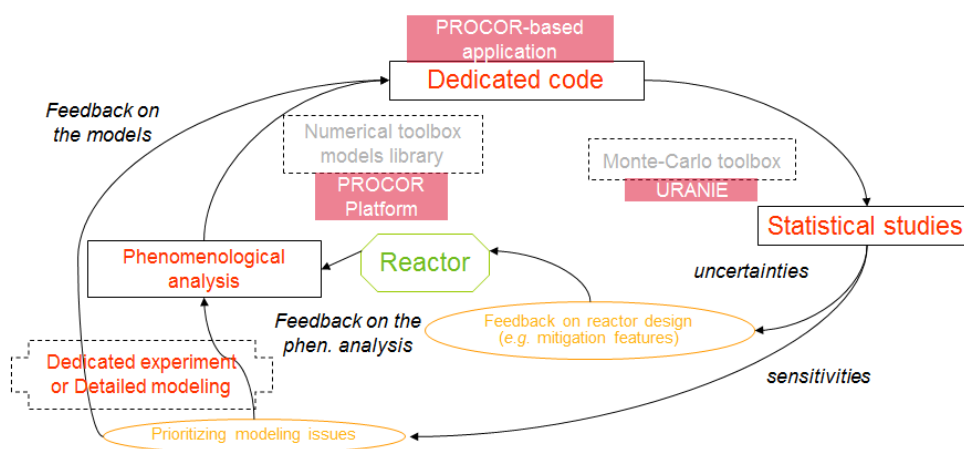 PROCOR-based
application
Dedicated code
Feedback on
the models
Numerical toolbox
models library
PROCOR
Platform
Monte-Carlo toolbox
URANIE
Statistical studies
Phenomenological
analysis
Reactor
uncertainties
Feedback on the
phen. analysis
Feedback on reactor design
(e.g. mitigation features)
Dedicated experiment
or Detailed modeling
sensitivities
Prioritizing modeling issues